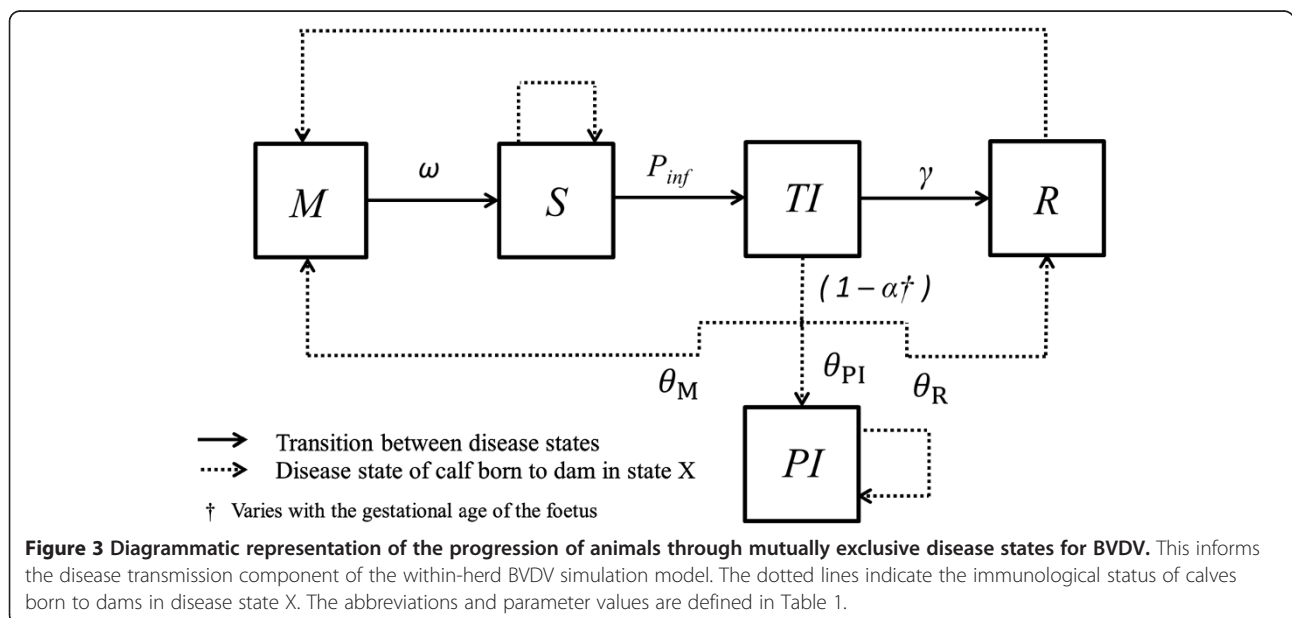 M
ω
S
P_inf
TI
γ
R
( 1 – α† )
θ_M
θ_PI
θ_R
PI
Transition between disease states
Disease state of calf born to dam in state X
† Varies with the gestational age of the foetus
Figure 3 Diagrammatic representation of the progression of animals through mutually exclusive disease states for BVDV. This informs
the disease transmission component of the within-herd BVDV simulation model. The dotted lines indicate the immunological status of calves
born to dams in disease state X. The abbreviations and parameter values are defined in Table 1.